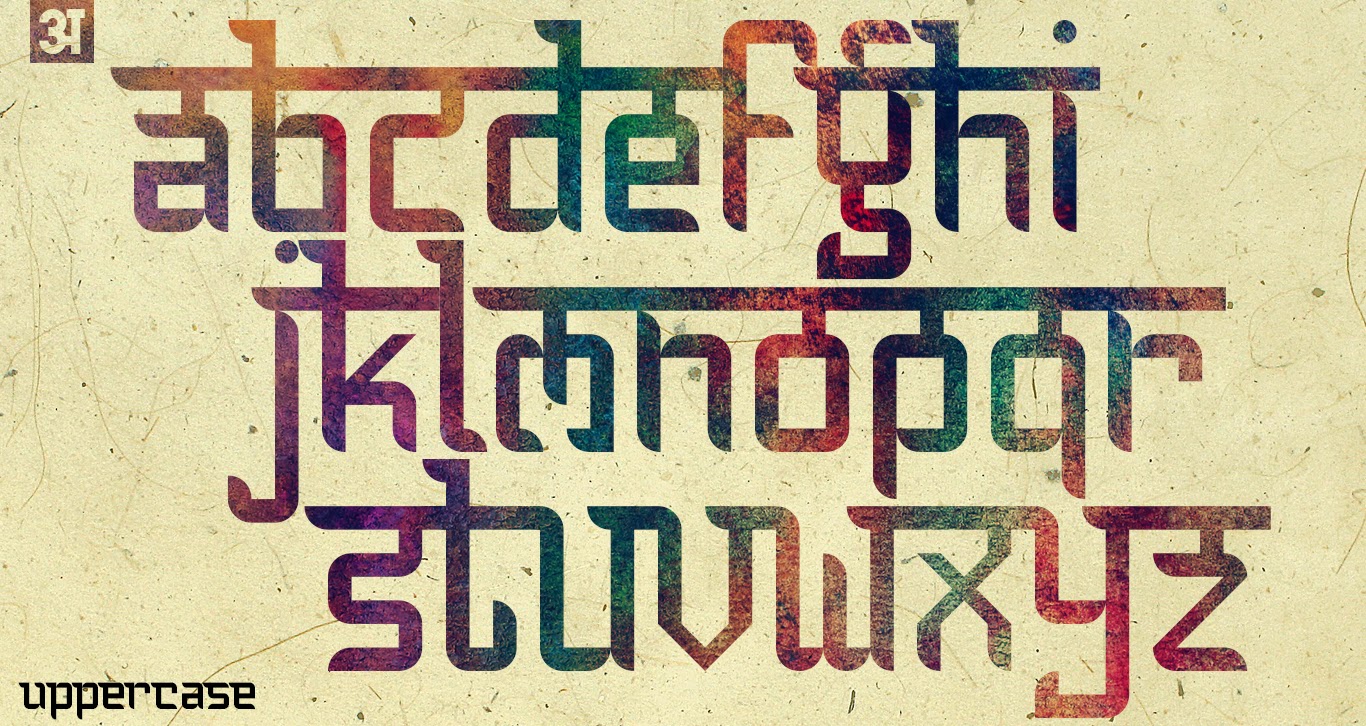 अ
abcdefghi
jklmnopqr
stuvwxyz
uppercase